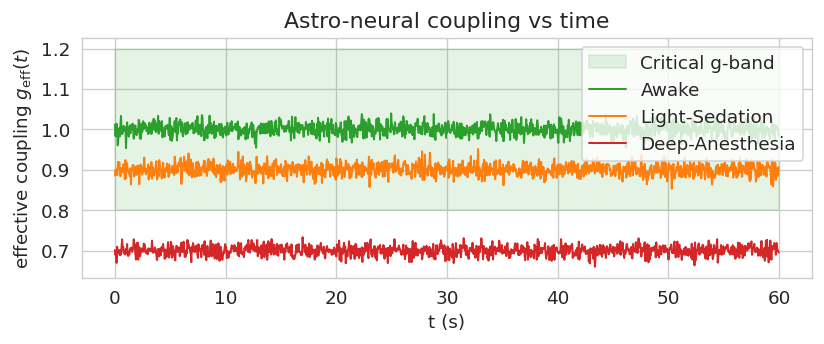 Astro-neural coupling vs time
effective coupling g_eff(t)
1.2
1.1
1.0
0.9
0.8
0.7
Critical g-band
Awake
Light-Sedation
Deep-Anesthesia
0 10 20 30 40 50 60
t (s)